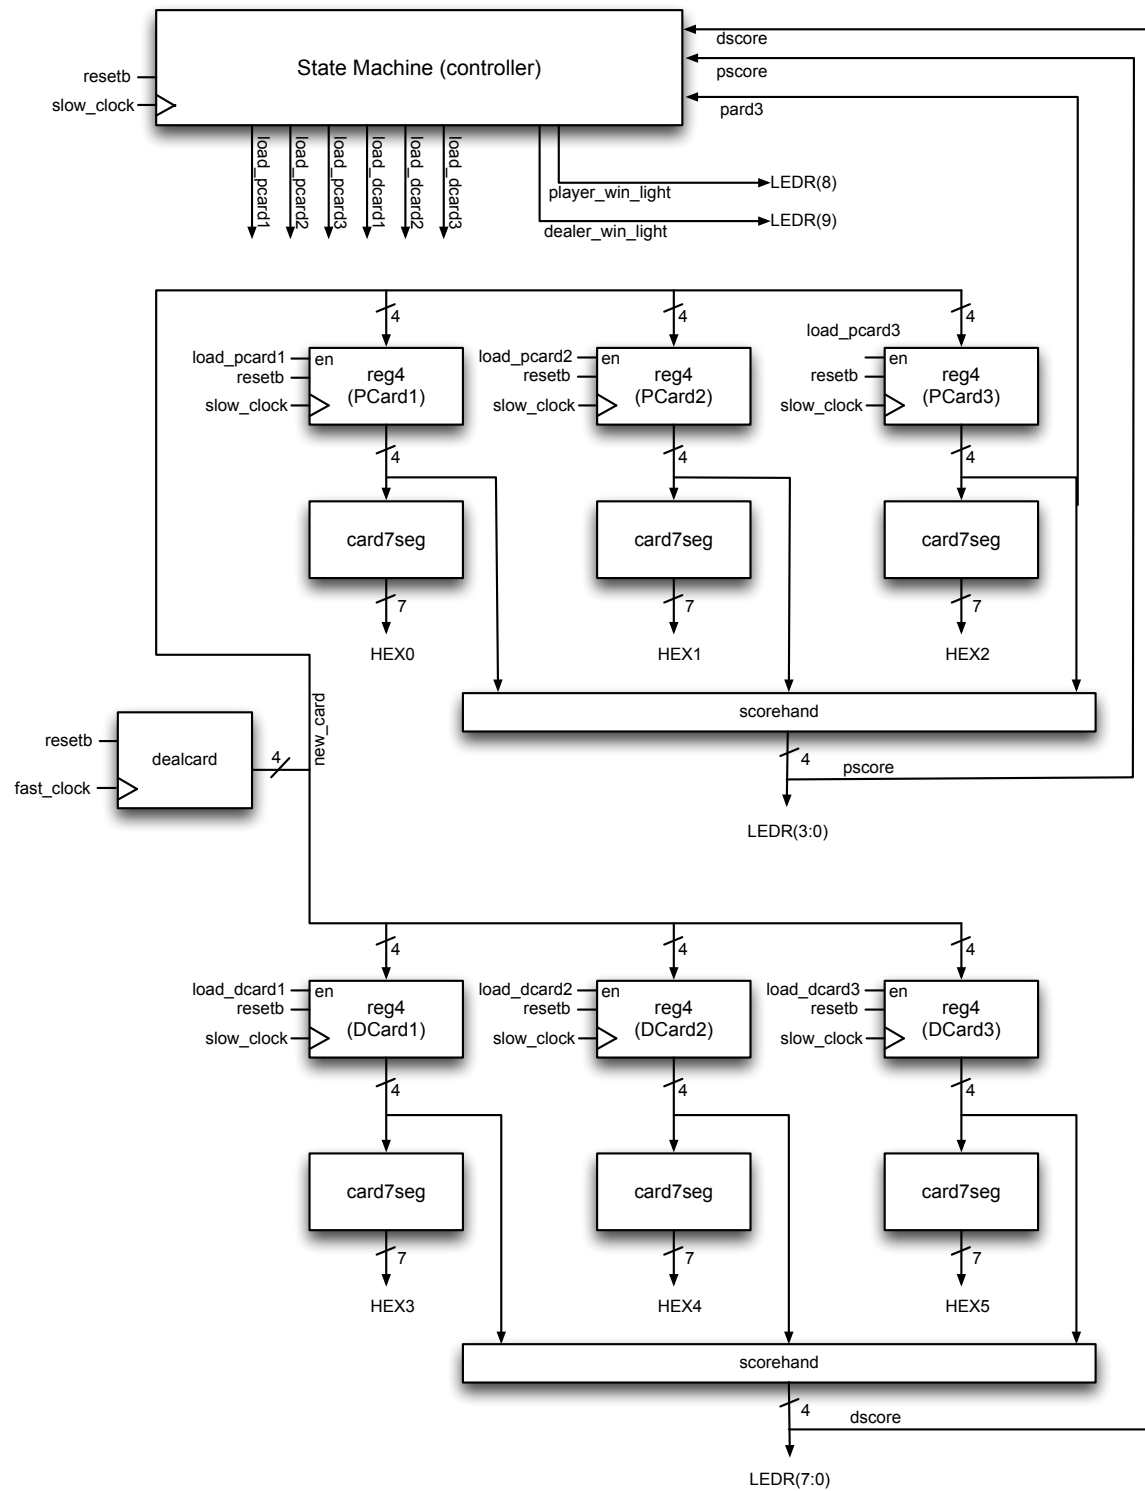 State Machine (controller)
resetb
slow_clock
dscore
pscore
pard3
load_pcard1
load_pcard2
load_pcard3
load_dcard1
load_dcard2
load_dcard3
player_win_light
LEDR(8)
dealer_win_light
LEDR(9)
4
4
4
load_pcard1
en
resetb
slow_clock
reg4
(PCard1)
load_pcard2
en
resetb
slow_clock
reg4
(PCard2)
load_pcard3
en
resetb
slow_clock
reg4
(PCard3)
4
4
4
card7seg
card7seg
card7seg
7
7
7
HEX0
HEX1
HEX2
scorehand
new_card
resetb
fast_clock
dealcard
4
4
pscore
LEDR(3:0)
4
4
4
load_dcard1
en
resetb
slow_clock
reg4
(DCard1)
load_dcard2
en
resetb
slow_clock
reg4
(DCard2)
load_dcard3
en
resetb
slow_clock
reg4
(DCard3)
4
4
4
card7seg
card7seg
card7seg
7
7
7
HEX3
HEX4
HEX5
scorehand
4
dscore
LEDR(7:0)